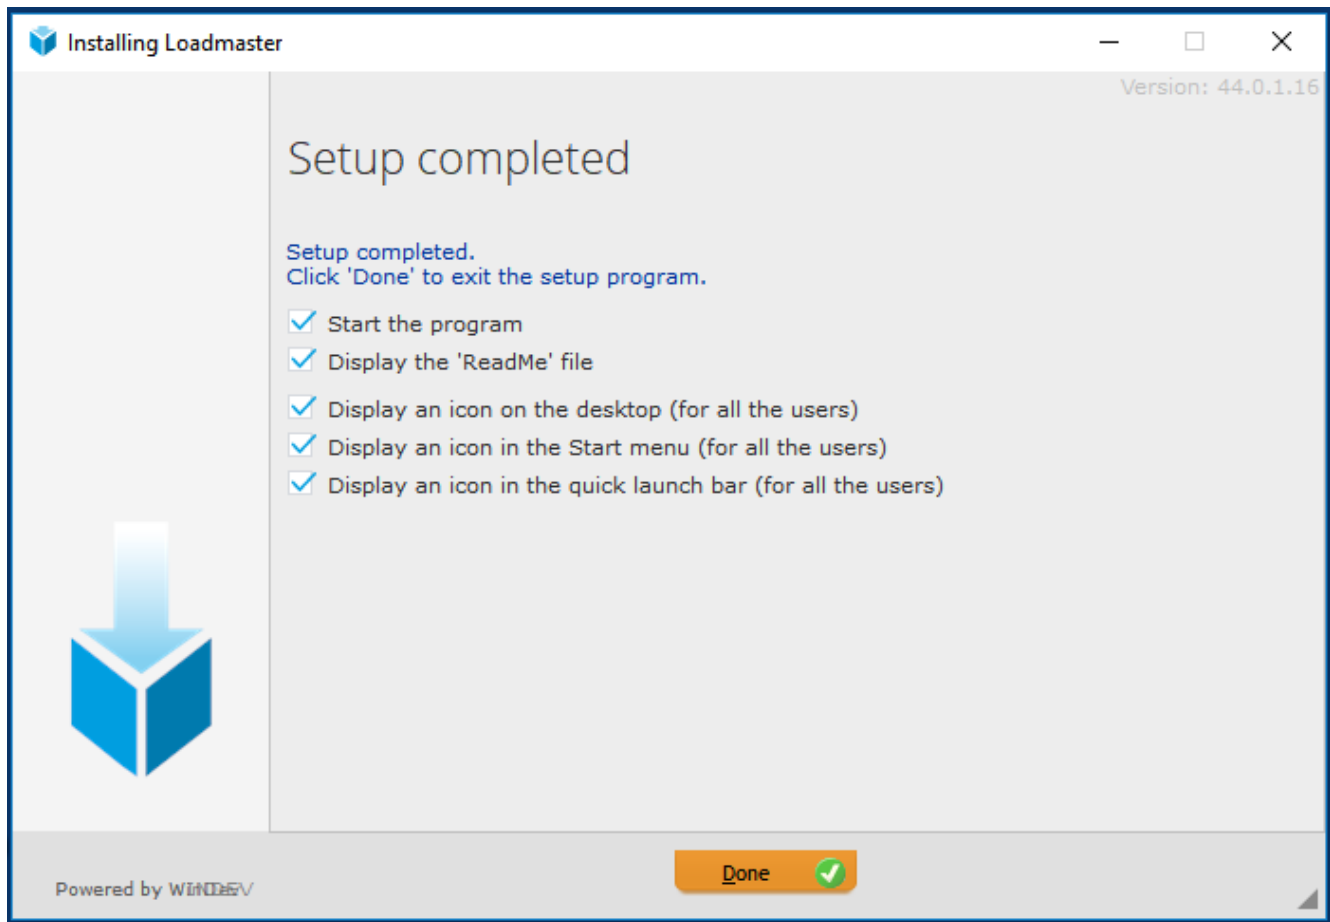 Installing Loadmaster
Version: 44.0.1.16
Setup completed
Setup completed.
Click 'Done' to exit the setup program.
Start the program
Display the 'ReadMe' file
Display an icon on the desktop (for all the users)
Display an icon in the Start menu (for all the users)
Display an icon in the quick launch bar (for all the users)
Done
Powered by